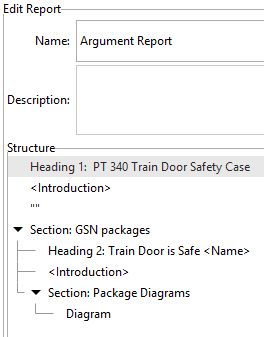 Edit Report
Name: Argument Report
Description:
Structure
Heading 1: PT 340 Train Door Safety Case
<Introduction>
""
Section: GSN packages
Heading 2: Train Door is Safe <Name>
<Introduction>
Section: Package Diagrams
Diagram